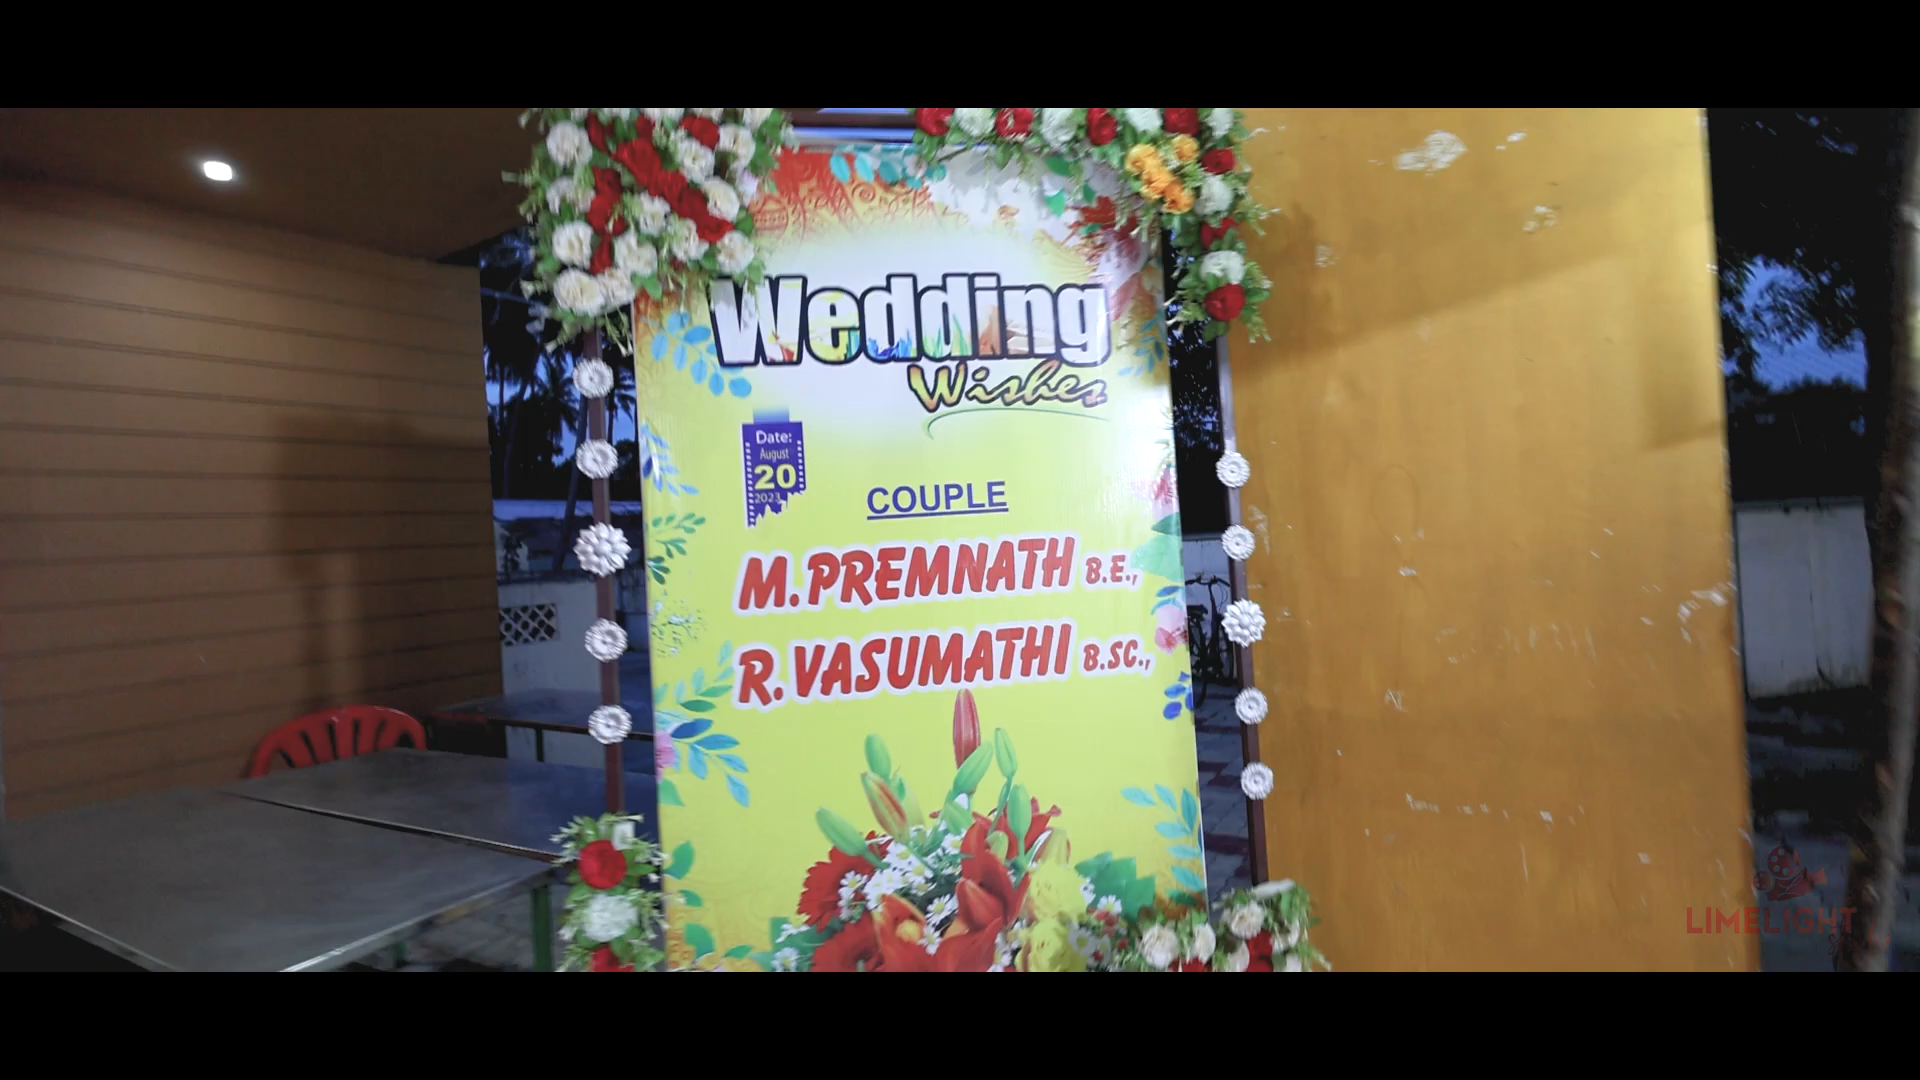 Wedding
Wishes
Date:
August
20
2023
COUPLE
M.PREMNATH B.E.,
R.VASUMATHI B.SC.,
LIMELIGHT